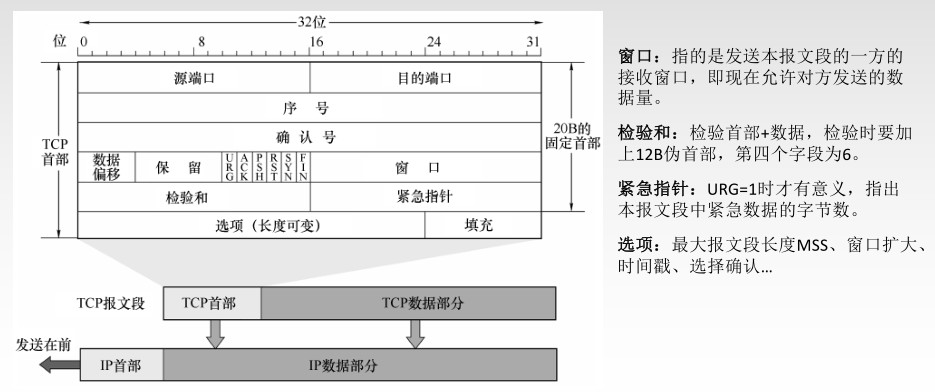 32位
位 0 8 16 24 31
源端口 目的端口
序 号
确 认 号
TCP
首部
20B的
固定首部
数据
偏移
保 留
URG
ACK
PSH
RST
SYN
FIN
窗 口
检验和 紧急指针
选项（长度可变） 填充
TCP报文段 TCP首部 TCP数据部分
发送在前
IP首部 IP数据部分
窗口：指的是发送本报文段的一方的
接收窗口，即现在允许对方发送的数
据量。
检验和：检验首部+数据，检验时要加
上12B伪首部，第四个字段为6。
紧急指针：URG=1时才有意义，指出
本报文段中紧急数据的字节数。
选项：最大报文段长度MSS、窗口扩大、
时间戳、选择确认...